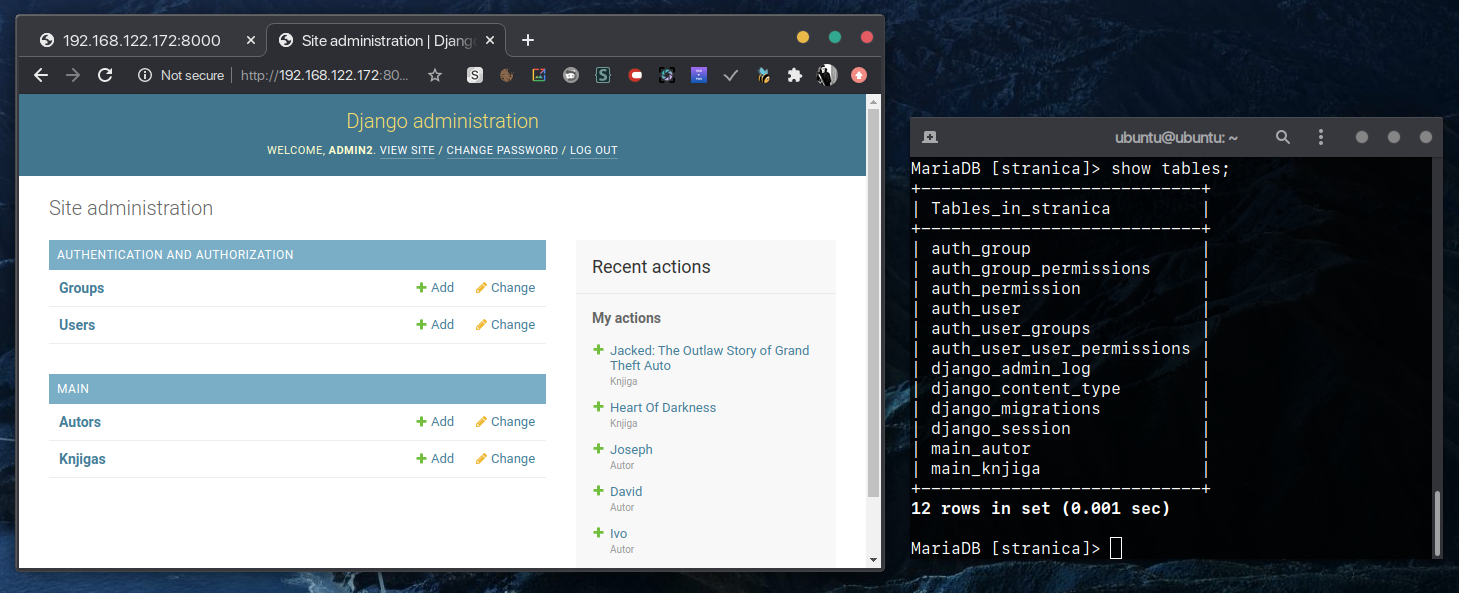 192.168.122.172:8000
Site administration | Djang
Not secure
http://192.168.122.172:80...
Django administration
WELCOME, ADMIN2. VIEW SITE / CHANGE PASSWORD / LOG OUT
Site administration
AUTHENTICATION AND AUTHORIZATION
Groups Add Change
Users Add Change
MAIN
Autors Add Change
Knjigas Add Change
Recent actions
My actions
Jacked: The Outlaw Story of Grand
Theft Auto
Knjiga
Heart Of Darkness
Knjiga
Joseph
Autor
David
Autor
Ivo
Autor
ubuntu@ubuntu: ~
MariaDB [stranica]> show tables;
+----------------------------+
| Tables_in_stranica |
+----------------------------+
| auth_group |
| auth_group_permissions |
| auth_permission |
| auth_user |
| auth_user_groups |
| auth_user_user_permissions |
| django_admin_log |
| django_content_type |
| django_migrations |
| django_session |
| main_autor |
| main_knjiga |
+----------------------------+
12 rows in set (0.001 sec)
MariaDB [stranica]>